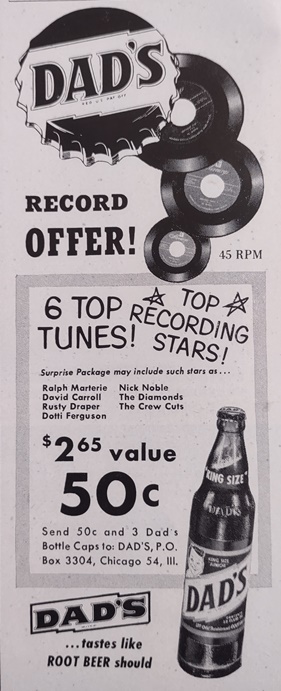 DAD'S
REG. U.S. PAT. OFF.
RECORD
OFFER!
45 RPM
6 TOP TUNES!
TOP RECORDING STARS!
Surprise Package may include such stars as...
Ralph Marterie Nick Noble
David Carroll The Diamonds
Rusty Draper The Crew Cuts
Dotti Ferguson
$2.65 value
50c
Send 50c and 3 Dad's
Bottle Caps to: DAD'S, P.O.
Box 3304, Chicago 54, Ill.
"KING SIZE"
DAD'S
KING SIZE
JUNIOR
DAD'S
DAD'S
...tastes like
ROOT BEER should